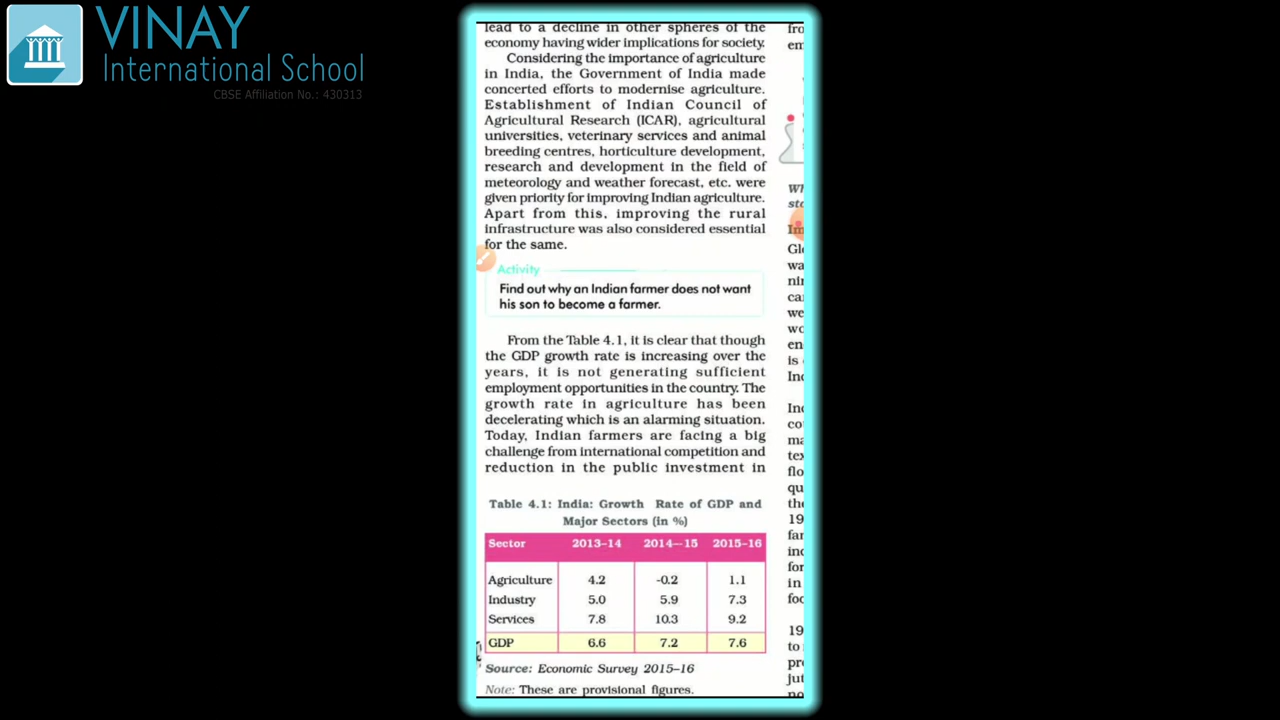 VINAY
International School
CBSE Affiliation No.: 430313
lead to a decline in other spheres of the
economy having wider implications for society.
Considering the importance of agriculture
in India, the Government of India made
concerted efforts to modernise agriculture.
Establishment of Indian Council of
Agricultural Research (ICAR), agricultural
universities, veterinary services and animal
breeding centres, horticulture development,
research and development in the field of
meteorology and weather forecast, etc. were
given priority for improving Indian agriculture.
Apart from this, improving the rural
infrastructure was also considered essential
for the same.
Activity
Find out why an Indian farmer does not want
his son to become a farmer.
From the Table 4.1, it is clear that though
the GDP growth rate is increasing over the
years, it is not generating sufficient
employment opportunities in the country. The
growth rate in agriculture has been
decelerating which is an alarming situation.
Today, Indian farmers are facing a big
challenge from international competition and
reduction in the public investment in
Table 4.1: India: Growth Rate of GDP and
Major Sectors (in %)
Sector 2013–14 2014—15 2015–16
Agriculture 4.2 -0.2 1.1
Industry 5.0 5.9 7.3
Services 7.8 10.3 9.2
GDP 6.6 7.2 7.6
Source: Economic Survey 2015–16
Note: These are provisional figures.